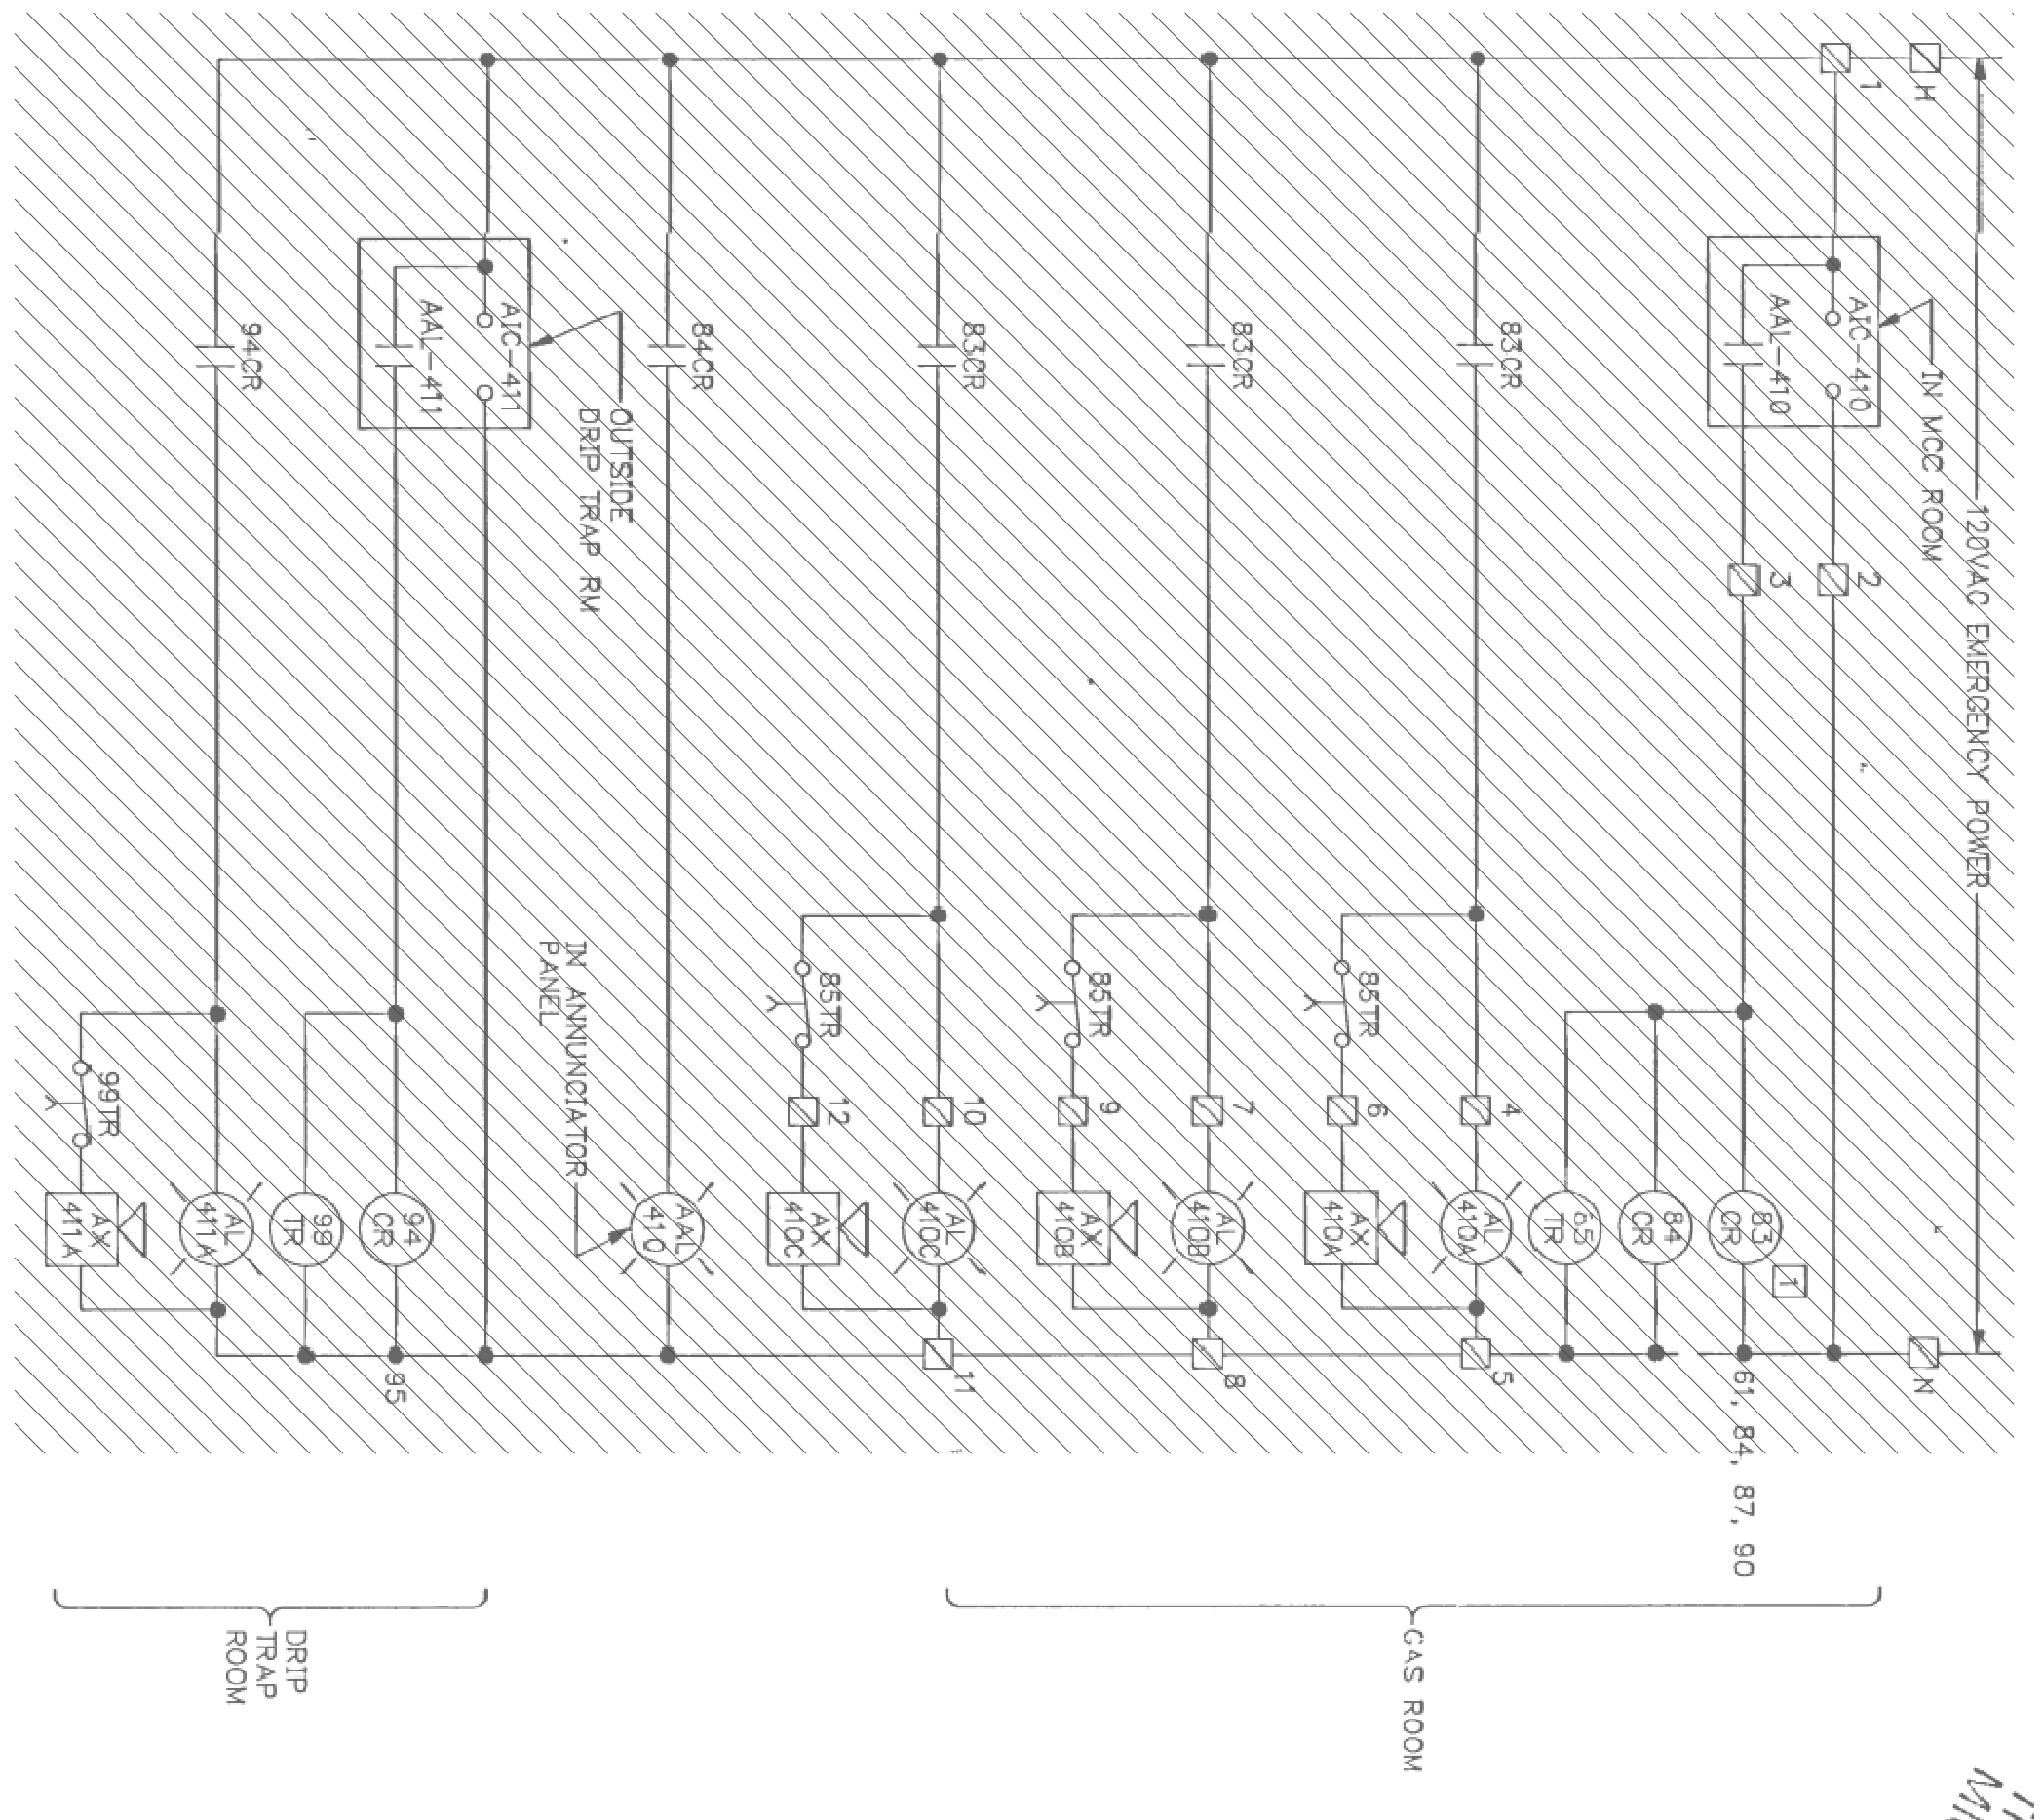 120VAC EMERGENCY POWER
H
N
1
IN MCC ROOM
AIC-410
AAL-410
2
3
83
CR
1
61, 84, 87, 90
84
CR
85
TR
83CR
4
AL
410A
5
85TR
6
AX
410A
83CR
7
AL
410B
8
85TR
9
AX
410B
83CR
10
AL
410C
11
85TR
12
AX
410C
84CR
AAL
410
IN ANNUNCIATOR
PANEL
OUTSIDE
DRIP TRAP RM
AIC-411
AAL-411
94
CR
95
99
TR
94CR
AL
411A
99TR
AX
411A
GAS ROOM
DRIP
TRAP
ROOM